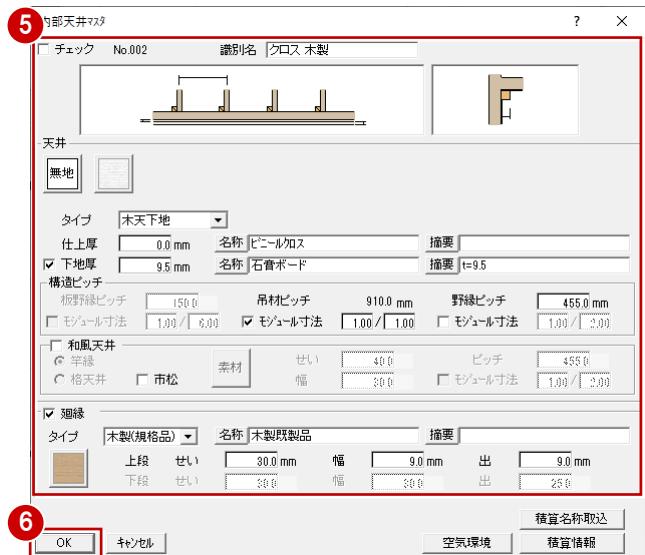 5
内部天井ﾏｽﾀ ? ×
チェック No.002 識別名 クロス 木製
天井
無地
タイプ 木天下地
仕上厚 0.0 mm 名称 ﾋﾞﾆｰﾙｸﾛｽ 摘要
下地厚 9.5 mm 名称 石膏ボード 摘要 t=9.5
構造ピッチ
板野縁ピッチ 150.0 吊材ピッチ 910.0 mm 野縁ピッチ 455.0 mm
モジュール寸法 1.00 / 6.00 モジュール寸法 1.00 / 1.00 モジュール寸法 1.00 / 2.00
和風天井
竿縁 素材 せい 40.0 ピッチ 455.0
格天井 市松 幅 30.0 モジュール寸法 1.00 / 2.00
廻縁
タイプ 木製(規格品) 名称 木製既製品 摘要
上段 せい 30.0 mm 幅 9.0 mm 出 9.0 mm
下段 せい 30.0 幅 30.0 出 25.0
6
積算名称取込
OK ｷｬﾝｾﾙ 空気環境 積算情報